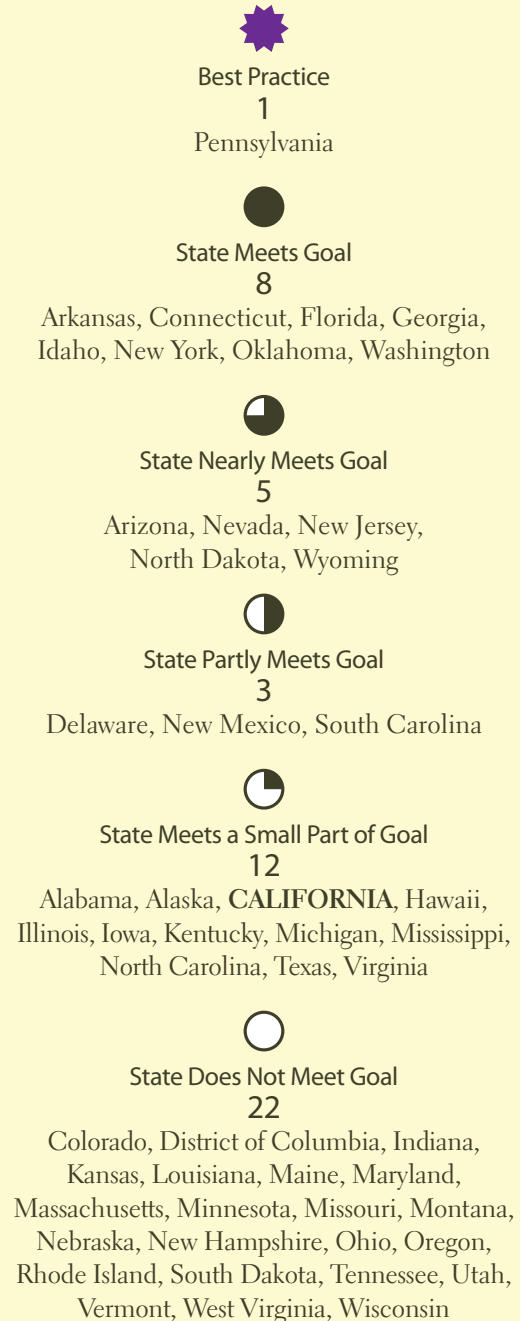 Best Practice
1
Pennsylvania
State Meets Goal
8
Arkansas, Connecticut, Florida, Georgia,
Idaho, New York, Oklahoma, Washington
State Nearly Meets Goal
5
Arizona, Nevada, New Jersey,
North Dakota, Wyoming
State Partly Meets Goal
3
Delaware, New Mexico, South Carolina
State Meets a Small Part of Goal
12
Alabama, Alaska, CALIFORNIA, Hawaii,
Illinois, Iowa, Kentucky, Michigan, Mississippi,
North Carolina, Texas, Virginia
State Does Not Meet Goal
22
Colorado, District of Columbia, Indiana,
Kansas, Louisiana, Maine, Maryland,
Massachusetts, Minnesota, Missouri, Montana,
Nebraska, New Hampshire, Ohio, Oregon,
Rhode Island, South Dakota, Tennessee, Utah,
Vermont, West Virginia, Wisconsin